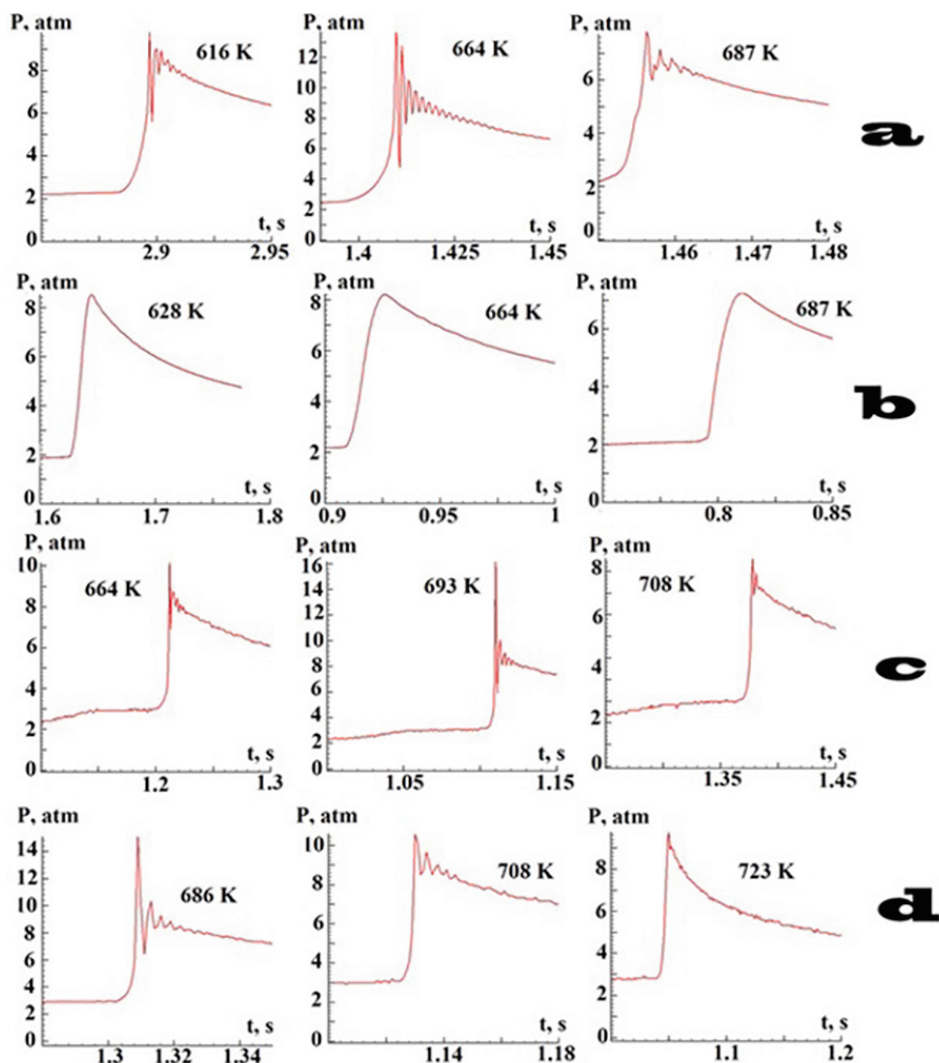 P, atm P, atm P, atm
616 K 664 K 687 K
8 12 6
6 10 4
4 8 2
2 6 0
0 4
2
0
t, s t, s t, s
2.9 2.95 1.4 1.425 1.45 1.46 1.47 1.48
a
P, atm P, atm P, atm
628 K 664 K 687 K
8 8 6
6 6 4
4 4 2
2 2 0
0 0
t, s t, s t, s
1.6 1.7 1.8 0.9 0.95 1 0.8 0.85
b
P, atm P, atm P, atm
664 K 693 K 708 K
10 16 8
8 14 6
6 12 4
4 10 2
2 8 0
0 6
4
2
0
t, s t, s t, s
1.2 1.3 1.05 1.15 1.35 1.45
c
P, atm P, atm P, atm
686 K 708 K 723 K
14 10 8
12 8 6
10 6 4
8 4 2
6 2 0
4 0
2
0
t, s t, s t, s
1.3 1.32 1.34 1.14 1.18 1.1 1.2
d